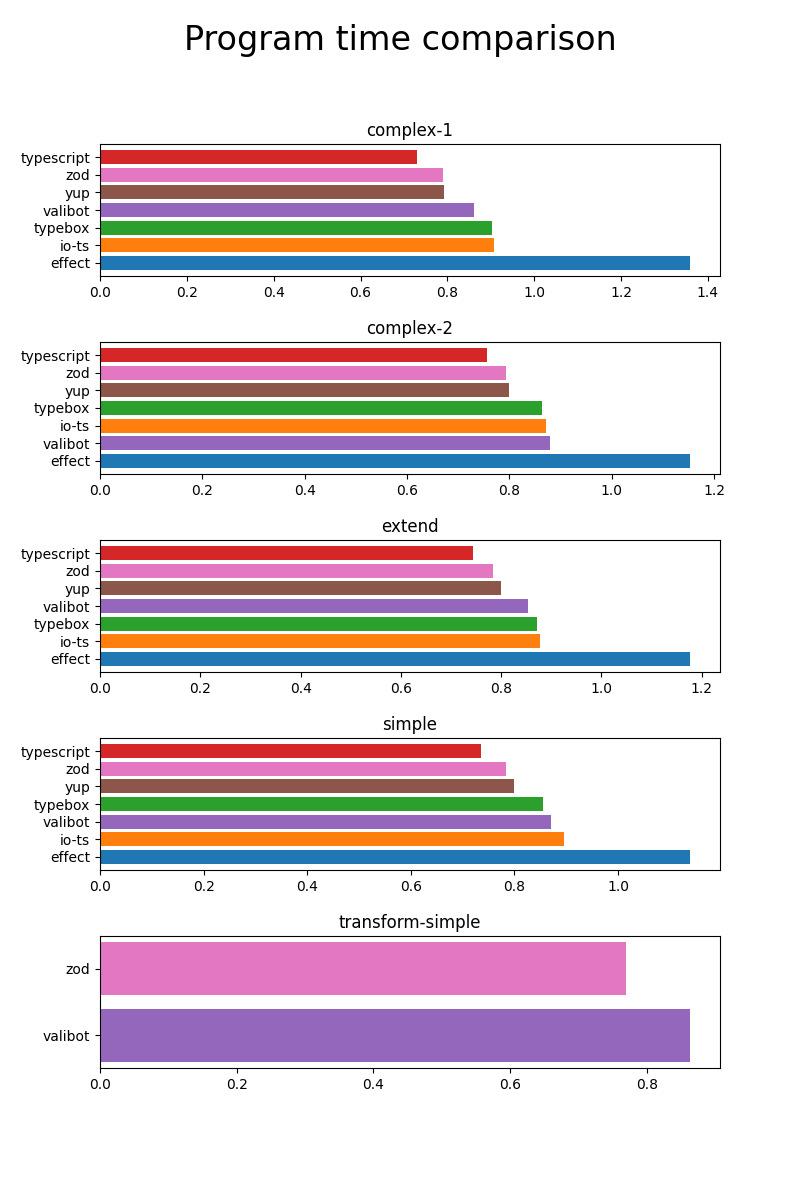 Program time comparison
complex-1
typescript
zod
yup
valibot
typebox
io-ts
effect
0.0 0.2 0.4 0.6 0.8 1.0 1.2 1.4
complex-2
typescript
zod
yup
typebox
io-ts
valibot
effect
0.0 0.2 0.4 0.6 0.8 1.0 1.2
extend
typescript
zod
yup
valibot
typebox
io-ts
effect
0.0 0.2 0.4 0.6 0.8 1.0 1.2
simple
typescript
zod
yup
typebox
valibot
io-ts
effect
0.0 0.2 0.4 0.6 0.8 1.0
transform-simple
zod
valibot
0.0 0.2 0.4 0.6 0.8